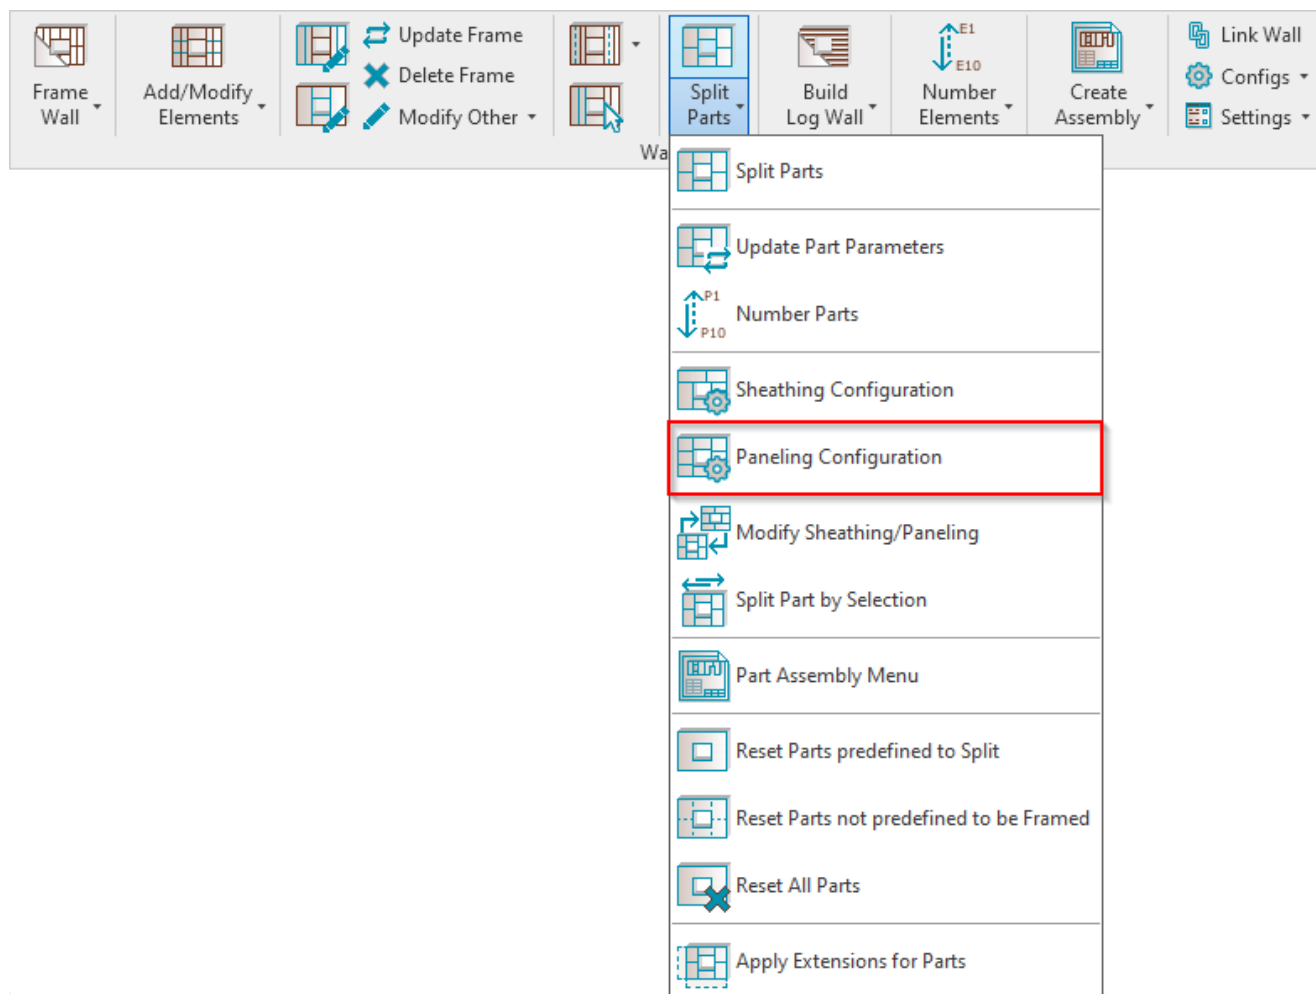 Frame
Wall
Add/Modify
Elements
Update Frame
Delete Frame
Modify Other
Split
Parts
Build
Log Wall
E1
E10
Number
Elements
Create
Assembly
Link Wall
Configs
Settings
Wa
Split Parts
Update Part Parameters
P1
P10
Number Parts
Sheathing Configuration
Paneling Configuration
Modify Sheathing/Paneling
Split Part by Selection
Part Assembly Menu
Reset Parts predefined to Split
Reset Parts not predefined to be Framed
Reset All Parts
Apply Extensions for Parts